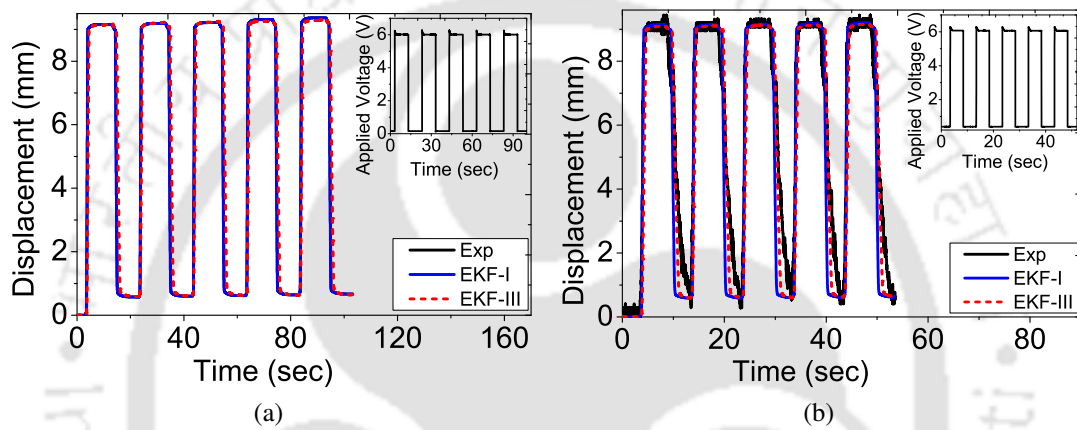 Displacement (mm)
8
6
4
2
0
0 40 80 120 160
Time (sec)
Applied Voltage (V)
6
4
2
0
0 30 60 90
Time (sec)
Exp
EKF-I
EKF-III
(a)
Displacement (mm)
8
6
4
2
0
0 20 40 60 80
Time (sec)
Applied Voltage (V)
6
4
2
0 20 40
Time (sec)
Exp
EKF-I
EKF-III
(b)